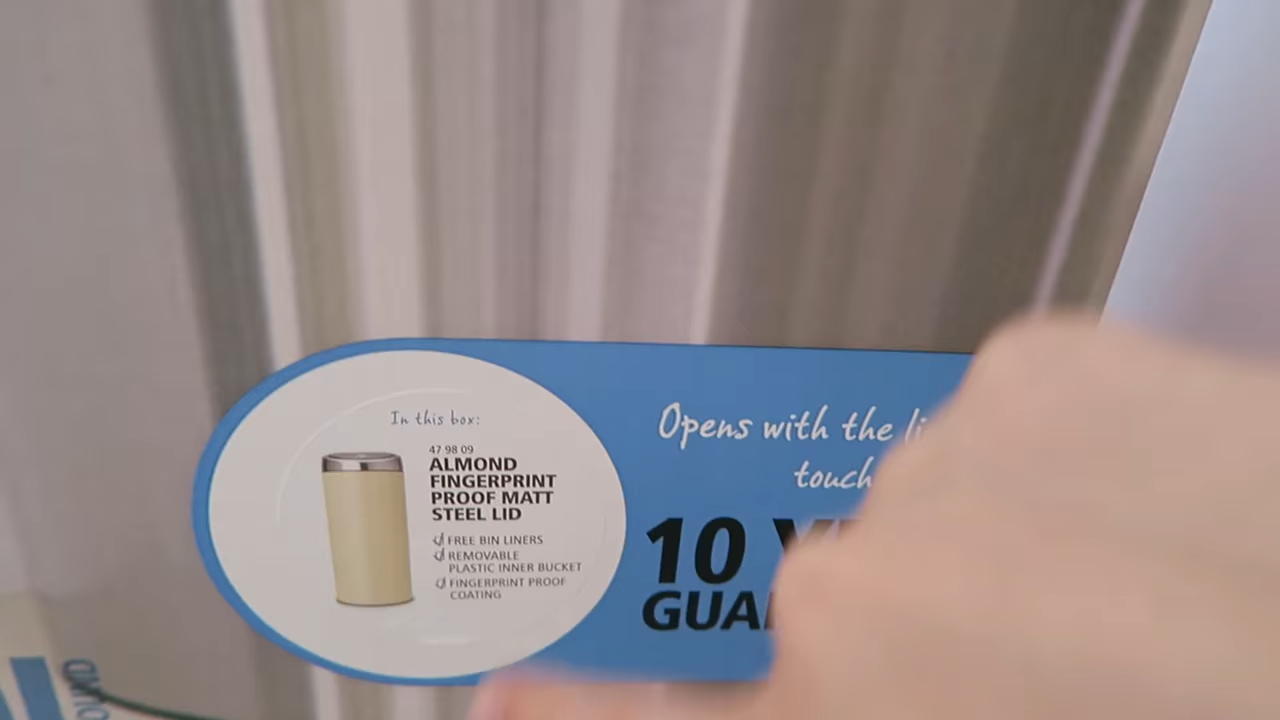 In this box:
47 98 09
ALMOND
FINGERPRINT
PROOF MATT
STEEL LID
FREE BIN LINERS
REMOVABLE
PLASTIC INNER BUCKET
FINGERPRINT PROOF
COATING
Opens with the
touch
10